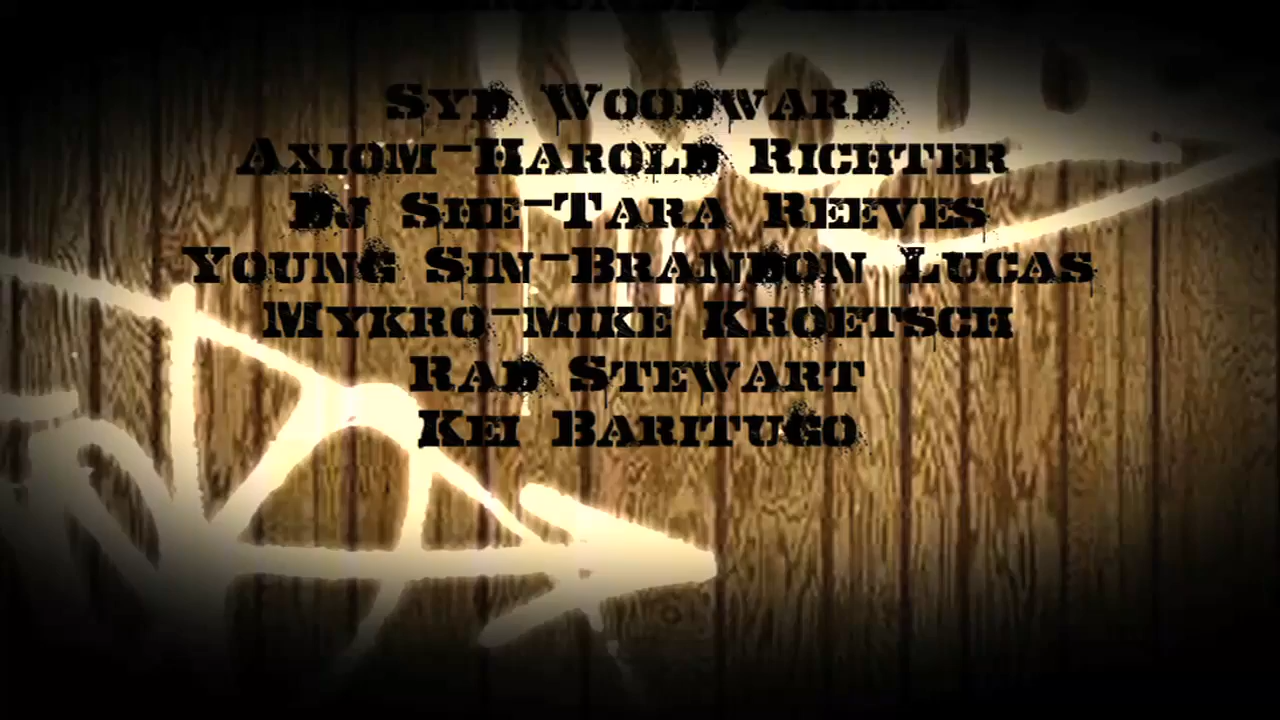 Syd Woodward
Axiom-Harold Richter
Dj She-Tara Reeves
Young Sin-Brandon Lucas
Mykro-mike Kroetsch
Rad Stewart
Kei Baritugo